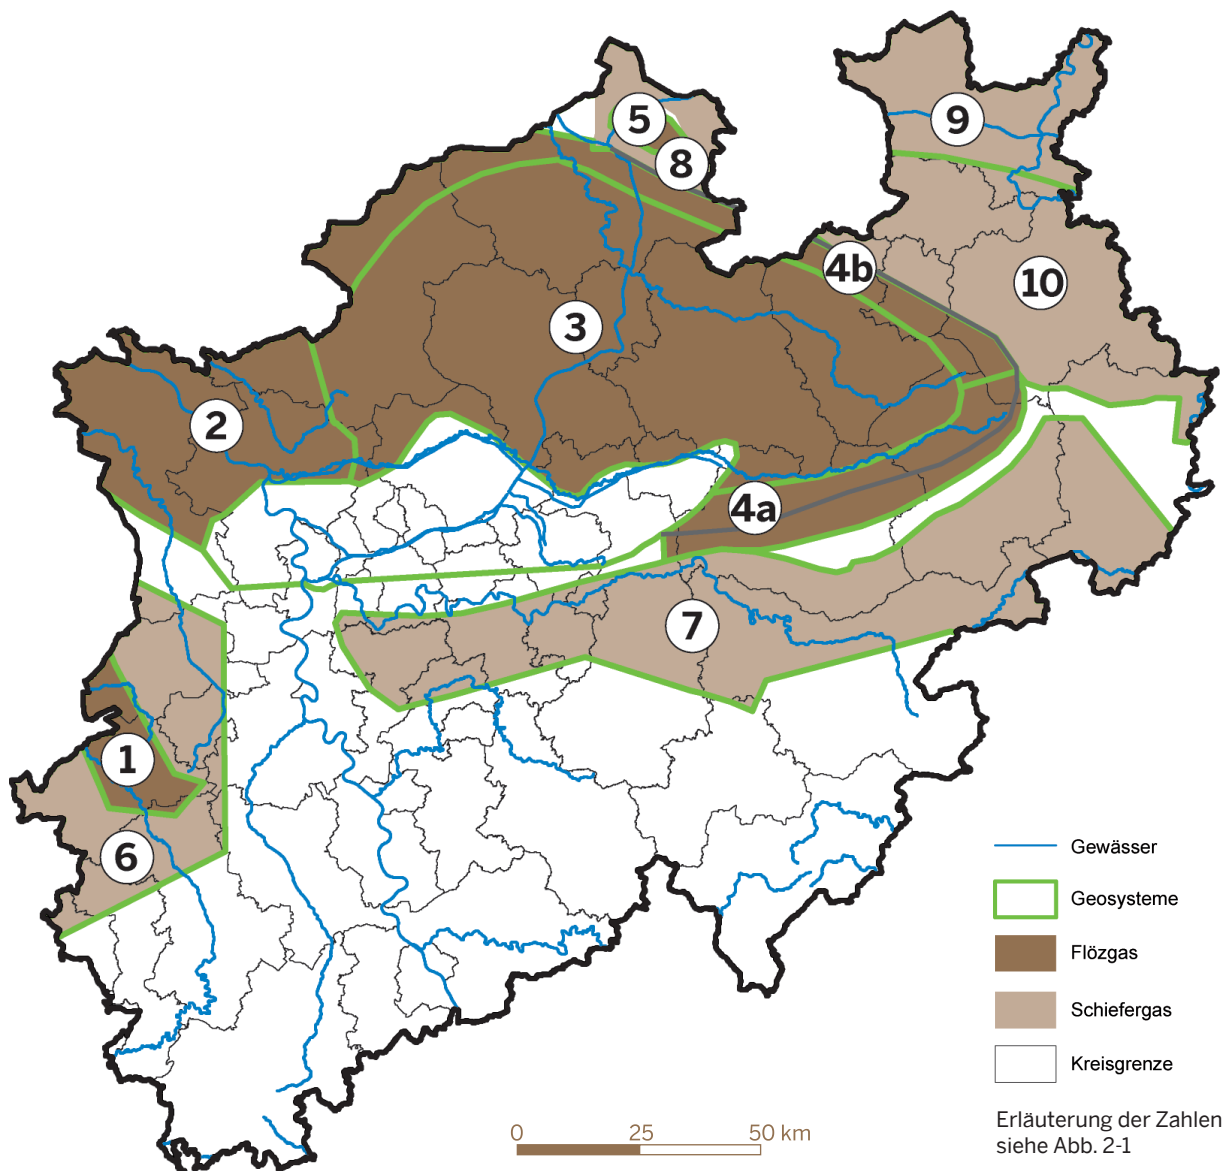 5
9
8
4b
10
3
2
4a
7
1
6
Gewässer
Geosysteme
Flözgas
Schiefergas
Kreisgrenze
Erläuterung der Zahlen
siehe Abb. 2-1
0 25 50 km